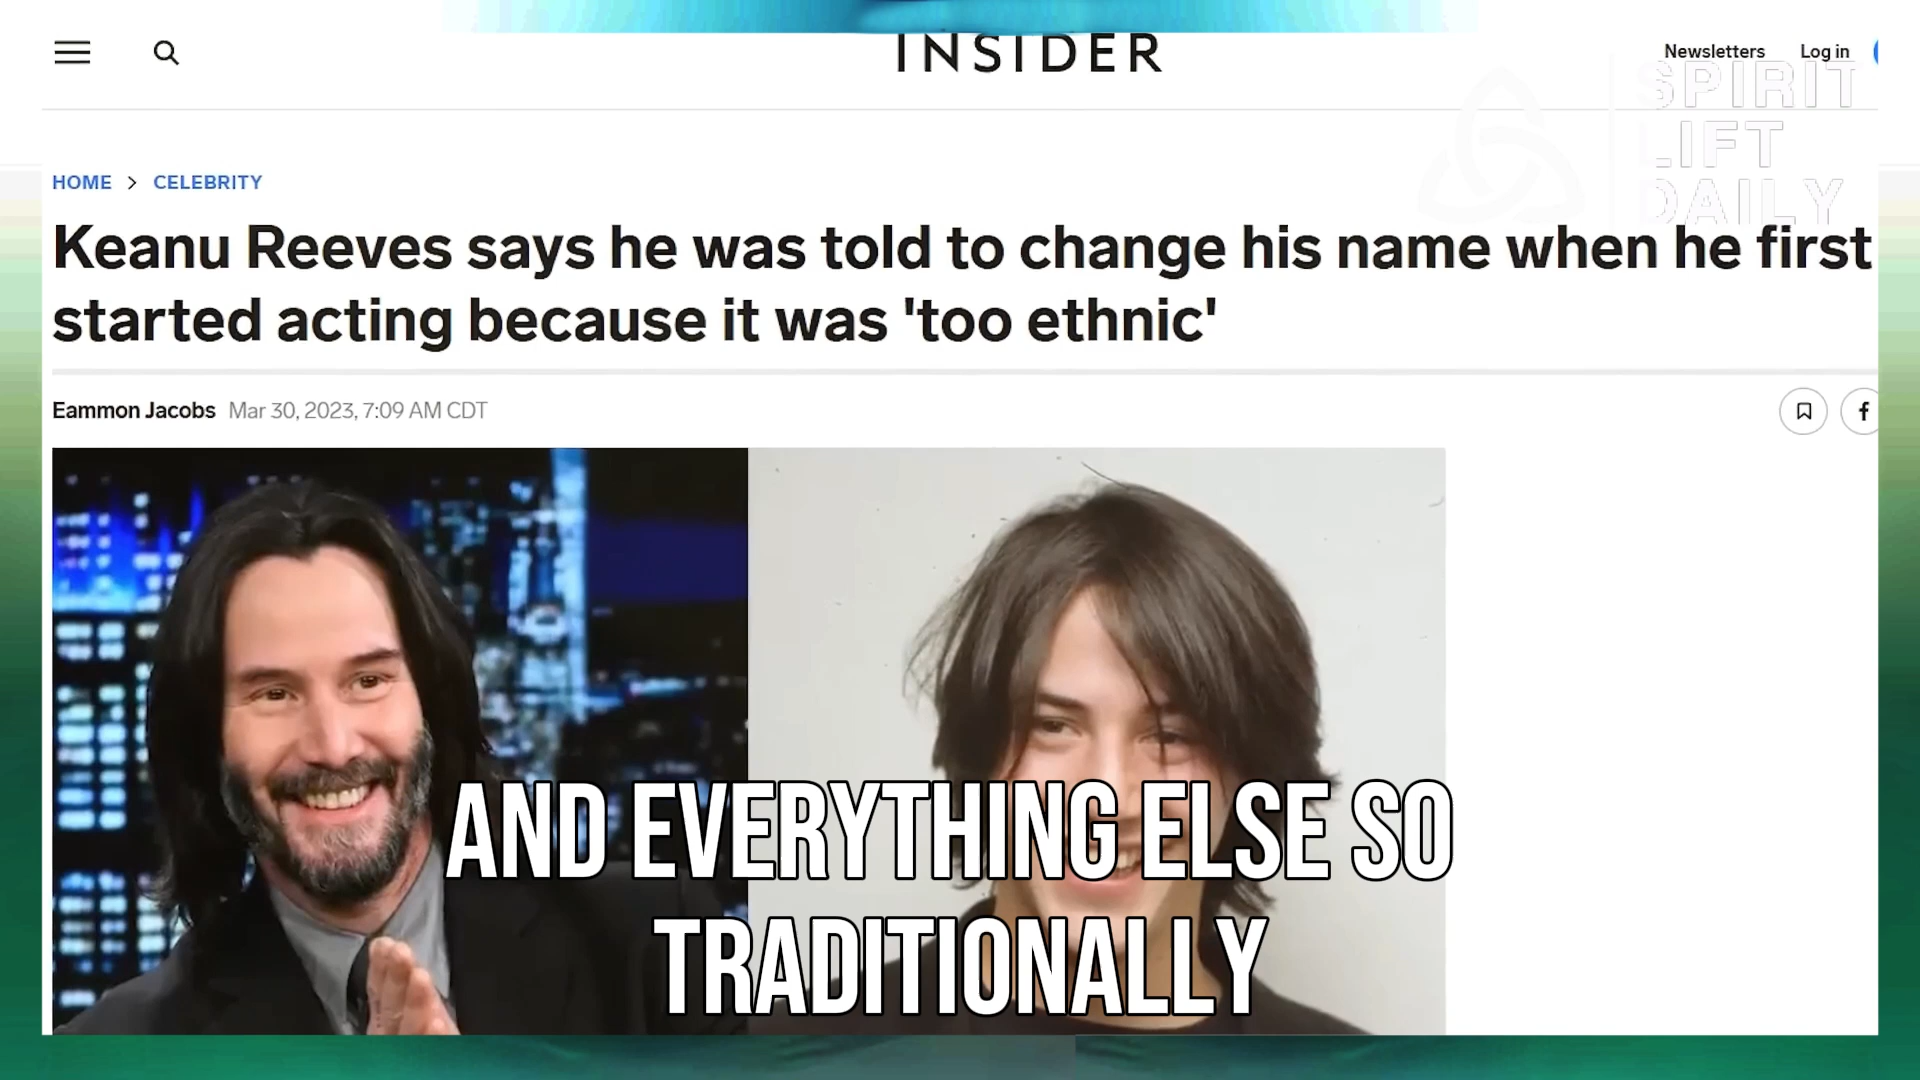 INSIDER
Newsletters Log in
SPIRIT
LIFT
DAILY
HOME > CELEBRITY
Keanu Reeves says he was told to change his name when he first
started acting because it was 'too ethnic'
Eammon Jacobs Mar 30, 2023, 7:09 AM CDT
f
AND EVERYTHING ELSE SO
TRADITIONALLY